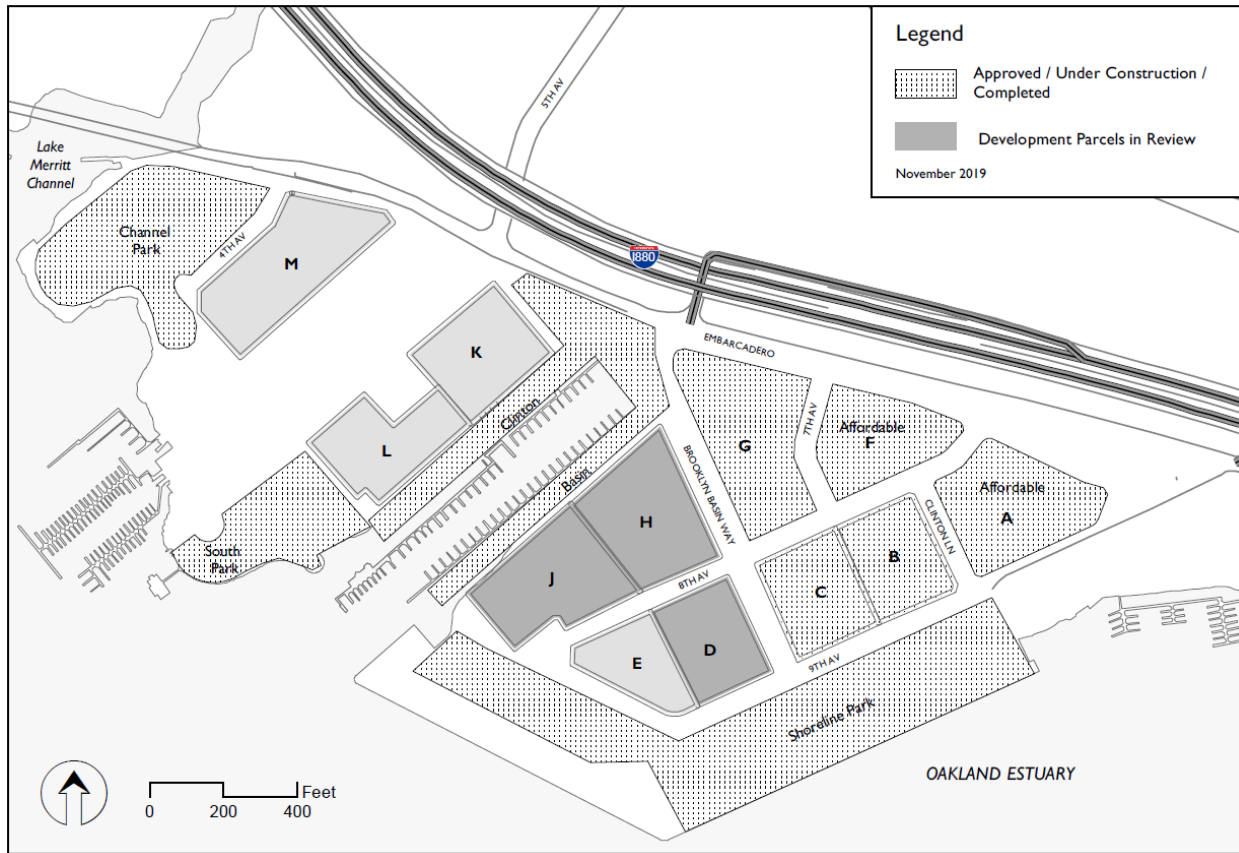 Legend
Approved / Under Construction /
Completed
Development Parcels in Review
November 2019
5TH AV
Lake
Merritt
Channel
Channel
Park
4TH AV
M
I880
K
EMBARCADERO
L
Clinton
Basin
7TH AV
Affordable
F
G
BROOKLYN BASIN WAY
Affordable
A
CLINTON LN
H
B
South
Park
J
8TH AV
C
E
D
9TH AV
Shoreline Park
OAKLAND ESTUARY
Feet
0 200 400